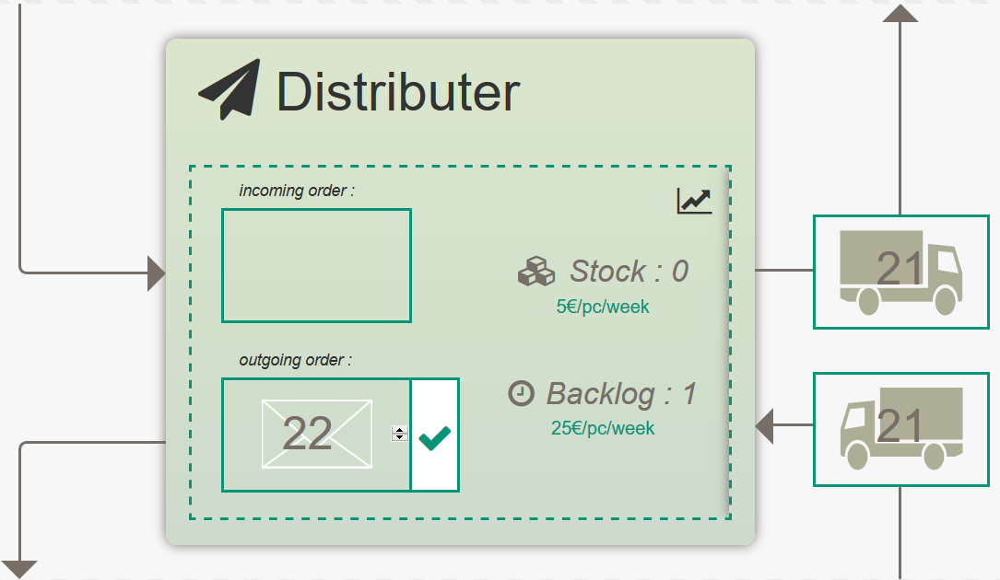 Distributer
incoming order :
Stock : 0
5€/pc/week
21
outgoing order :
22
Backlog : 1
25€/pc/week
21